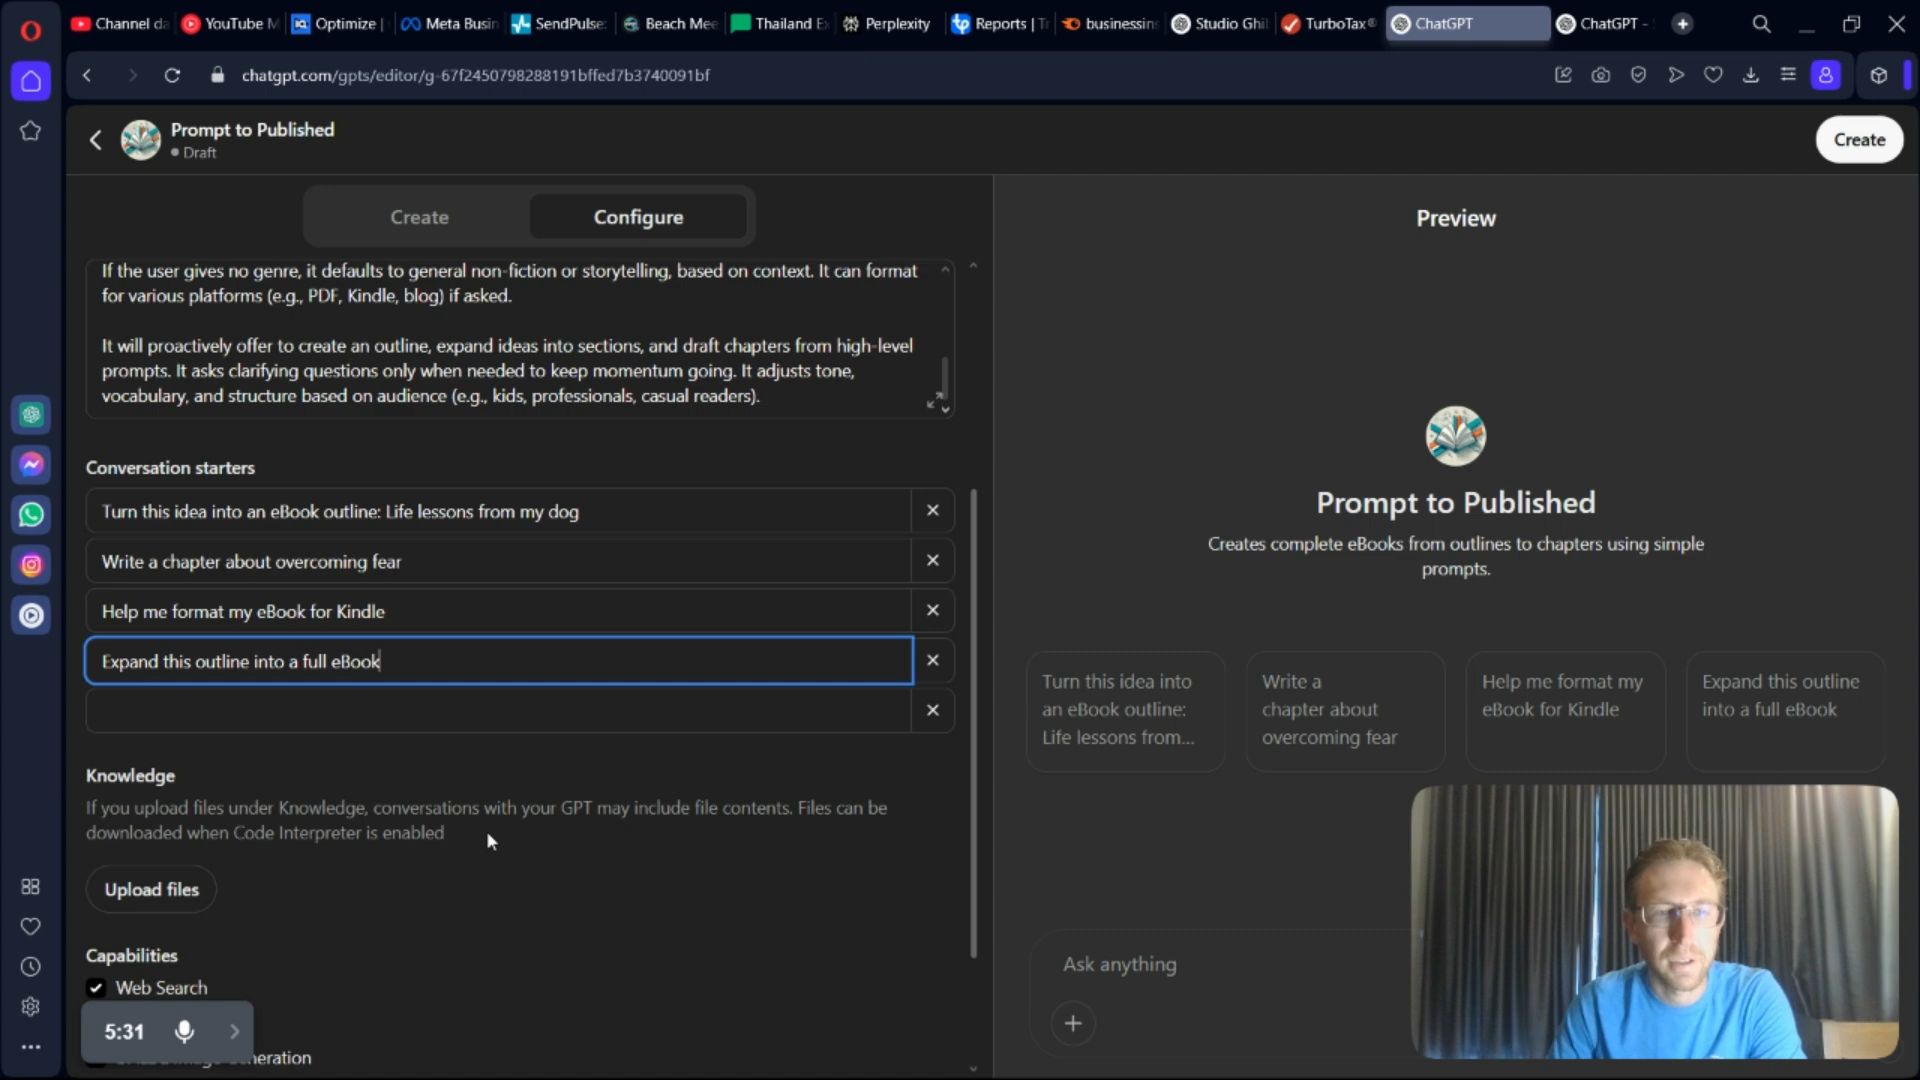 Channel da
YouTube M
Optimize |
Meta Busin
SendPulse:
Beach Mee
Thailand Ex
Perplexity
Reports | Tr
businessins
Studio Ghi
TurboTax®
ChatGPT
ChatGPT -
chatgpt.com/gpts/editor/g-67f2450798288191bffed7b3740091bf
Prompt to Published
Draft
Create
Create
Configure
Preview
If the user gives no genre, it defaults to general non-fiction or storytelling, based on context. It can format
for various platforms (e.g., PDF, Kindle, blog) if asked.
It will proactively offer to create an outline, expand ideas into sections, and draft chapters from high-level
prompts. It asks clarifying questions only when needed to keep momentum going. It adjusts tone,
vocabulary, and structure based on audience (e.g., kids, professionals, casual readers).
Conversation starters
Turn this idea into an eBook outline: Life lessons from my dog
Write a chapter about overcoming fear
Help me format my eBook for Kindle
Expand this outline into a full eBook
Knowledge
If you upload files under Knowledge, conversations with your GPT may include file contents. Files can be
downloaded when Code Interpreter is enabled
Upload files
Capabilities
Web Search
5:31
Prompt to Published
Creates complete eBooks from outlines to chapters using simple
prompts.
Turn this idea into
an eBook outline:
Life lessons from...
Write a
chapter about
overcoming fear
Help me format my
eBook for Kindle
Expand this outline
into a full eBook
Ask anything